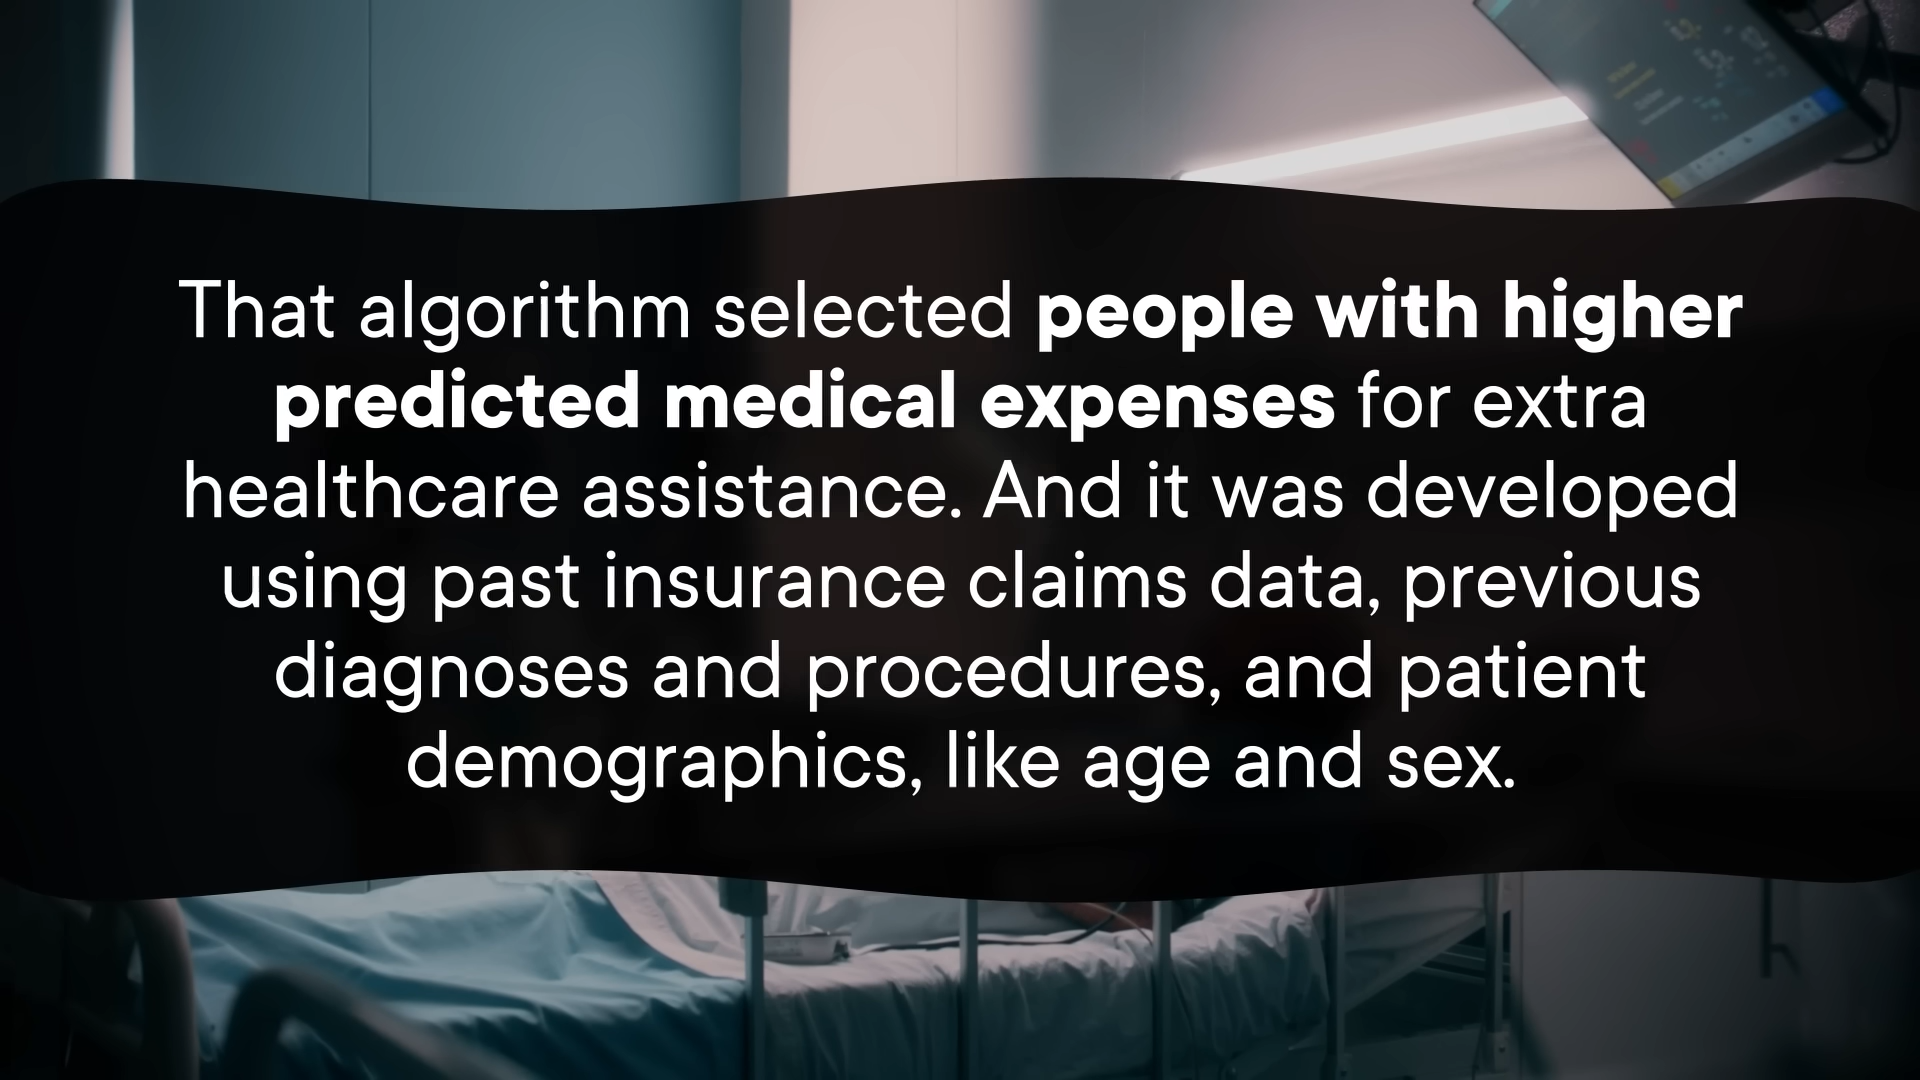 That algorithm selected people with higher
predicted medical expenses for extra
healthcare assistance. And it was developed
using past insurance claims data, previous
diagnoses and procedures, and patient
demographics, like age and sex.